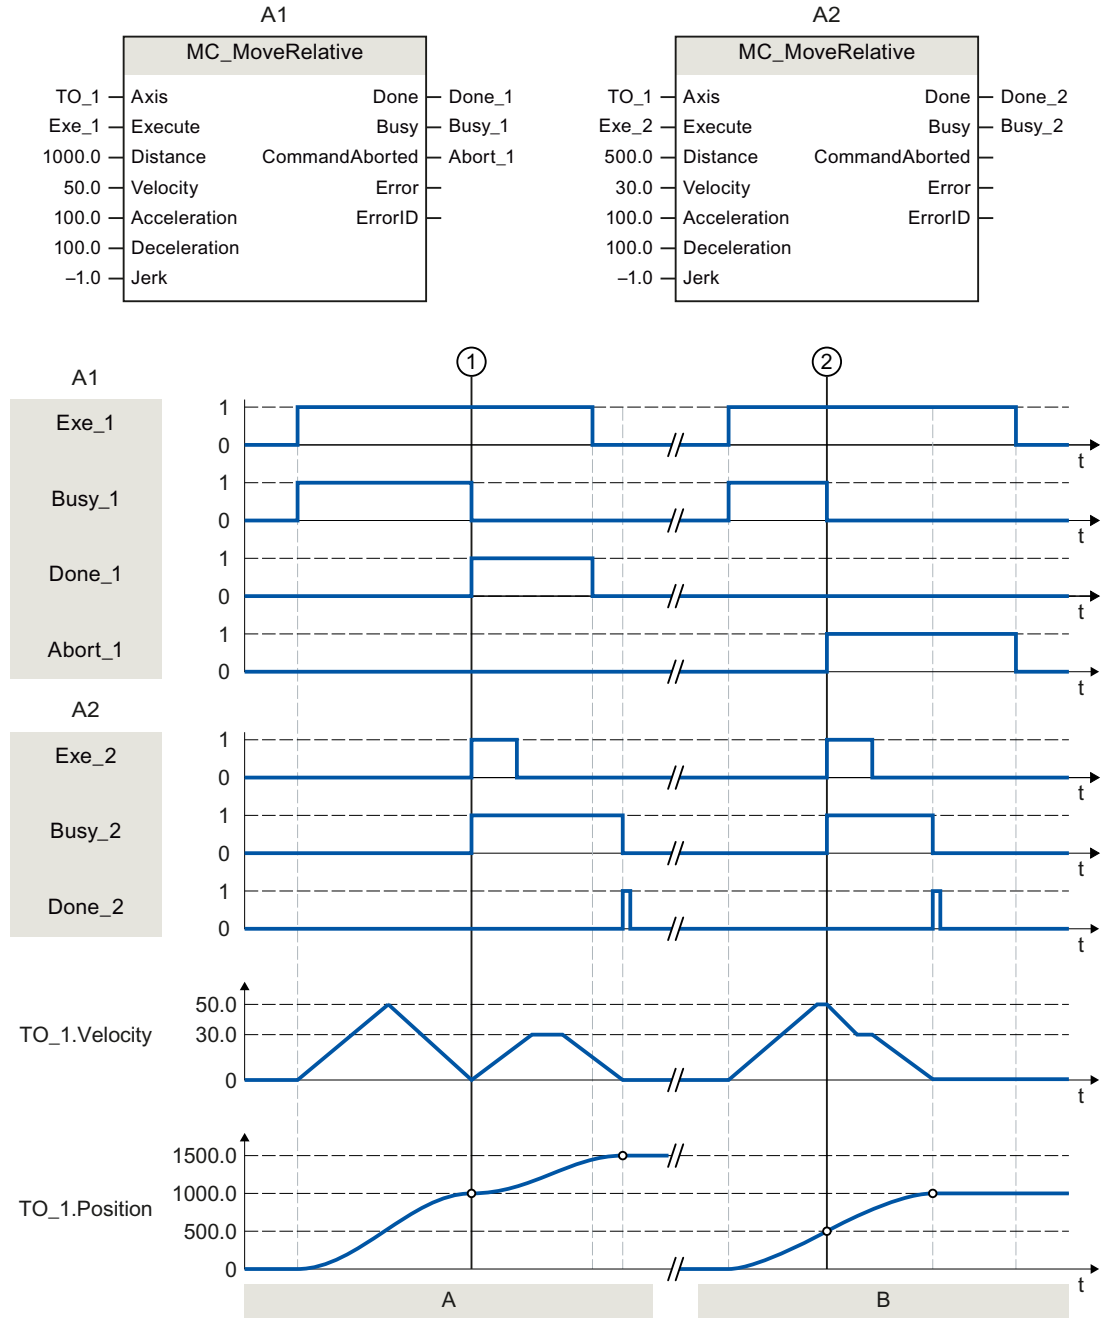 A1
A2
MC_MoveRelative
MC_MoveRelative
TO_1 Axis Done Done_1
Exe_1 Execute Busy Busy_1
1000.0 Distance CommandAborted Abort_1
50.0 Velocity Error
100.0 Acceleration ErrorID
100.0 Deceleration
–1.0 Jerk
TO_1 Axis Done Done_2
Exe_2 Execute Busy Busy_2
500.0 Distance CommandAborted
30.0 Velocity Error
100.0 Acceleration ErrorID
100.0 Deceleration
–1.0 Jerk
1
2
A1
Exe_1
1
0
t
Busy_1
1
0
t
Done_1
1
0
t
Abort_1
1
0
t
A2
Exe_2
1
0
t
Busy_2
1
0
t
Done_2
1
0
t
TO_1.Velocity
50.0
30.0
0
t
TO_1.Position
1500.0
1000.0
500.0
0
t
A
B